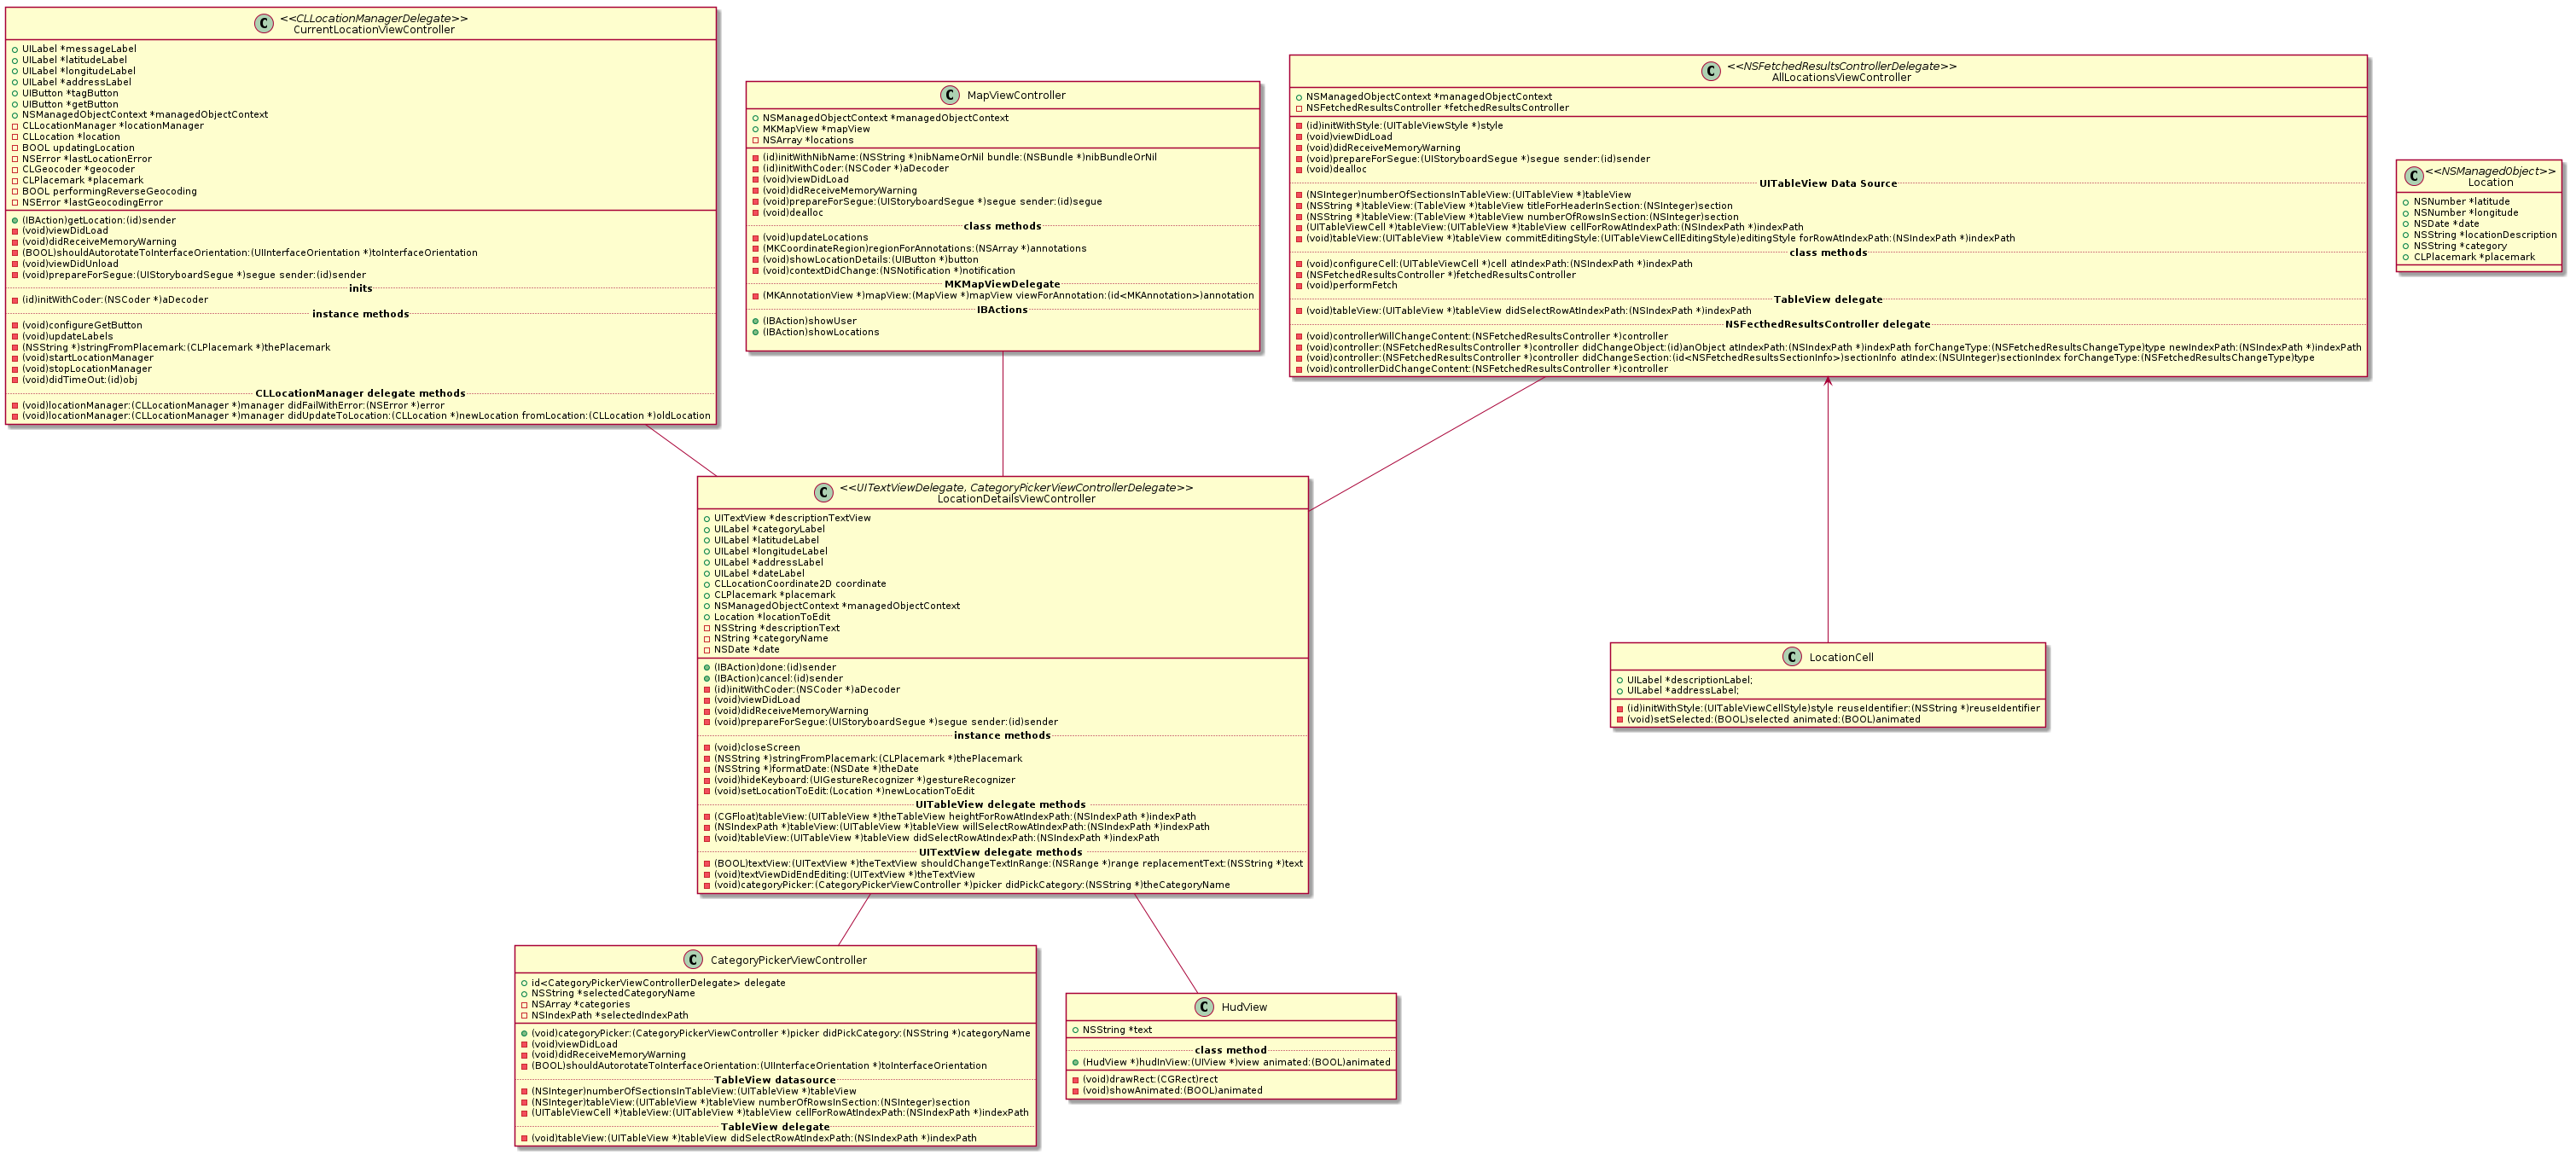 <<CLLocationManagerDelegate>>
CurrentLocationViewController
UILabel *messageLabel
UILabel *latitudeLabel
UILabel *longitudeLabel
UILabel *addressLabel
UIButton *tagButton
UIButton *getButton
NSManagedObjectContext *managedObjectContext
CLLocationManager *locationManager
CLLocation *location
BOOL updatingLocation
NSError *lastLocationError
CLGeocoder *geocoder
CLPlacemark *placemark
BOOL performingReverseGeocoding
NSError *lastGeocodingError
(IBAction)getLocation:(id)sender
(void)viewDidLoad
(void)didReceiveMemoryWarning
(BOOL)shouldAutorotateToInterfaceOrientation:(UIInterfaceOrientation *)toInterfaceOrientation
(void)viewDidUnload
(void)prepareForSegue:(UIStoryboardSegue *)segue sender:(id)sender
inits
(id)initWithCoder:(NSCoder *)aDecoder
instance methods
(void)configureGetButton
(void)updateLabels
(NSString *)stringFromPlacemark:(CLPlacemark *)thePlacemark
(void)startLocationManager
(void)stopLocationManager
(void)didTimeOut:(id)obj
CLLocationManager delegate methods
(void)locationManager:(CLLocationManager *)manager didFailWithError:(NSError *)error
(void)locationManager:(CLLocationManager *)manager didUpdateToLocation:(CLLocation *)newLocation fromLocation:(CLLocation *)oldLocation
MapViewController
NSManagedObjectContext *managedObjectContext
MKMapView *mapView
NSArray *locations
(id)initWithNibName:(NSString *)nibNameOrNil bundle:(NSBundle *)nibBundleOrNil
(id)initWithCoder:(NSCoder *)aDecoder
(void)viewDidLoad
(void)didReceiveMemoryWarning
(void)prepareForSegue:(UIStoryboardSegue *)segue sender:(id)segue
(void)dealloc
class methods
(void)updateLocations
(MKCoordinateRegion)regionForAnnotations:(NSArray *)annotations
(void)showLocationDetails:(UIButton *)button
(void)contextDidChange:(NSNotification *)notification
MKMapViewDelegate
(MKAnnotationView *)mapView:(MapView *)mapView viewForAnnotation:(id<MKAnnotation>)annotation
IBActions
(IBAction)showUser
(IBAction)showLocations
<<NSFetchedResultsControllerDelegate>>
AllLocationsViewController
NSManagedObjectContext *managedObjectContext
NSFetchedResultsController *fetchedResultsController
(id)initWithStyle:(UITableViewStyle *)style
(void)viewDidLoad
(void)didReceiveMemoryWarning
(void)prepareForSegue:(UIStoryboardSegue *)segue sender:(id)sender
(void)dealloc
UITableView Data Source
(NSInteger)numberOfSectionsInTableView:(UITableView *)tableView
(NSString *)tableView:(TableView *)tableView titleForHeaderInSection:(NSInteger)section
(NSString *)tableView:(TableView *)tableView numberOfRowsInSection:(NSInteger)section
(UITableViewCell *)tableView:(UITableView *)tableView cellForRowAtIndexPath:(NSIndexPath *)indexPath
(void)tableView:(UITableView *)tableView commitEditingStyle:(UITableViewCellEditingStyle)editingStyle forRowAtIndexPath:(NSIndexPath *)indexPath
class methods
(void)configureCell:(UITableViewCell *)cell atIndexPath:(NSIndexPath *)indexPath
(NSFetchedResultsController *)fetchedResultsController
(void)performFetch
TableView delegate
(void)tableView:(UITableView *)tableView didSelectRowAtIndexPath:(NSIndexPath *)indexPath
NSFecthedResultsController delegate
(void)controllerWillChangeContent:(NSFetchedResultsController *)controller
(void)controller:(NSFetchedResultsController *)controller didChangeObject:(id)anObject atIndexPath:(NSIndexPath *)indexPath forChangeType:(NSFetchedResultsChangeType)type newIndexPath:(NSIndexPath *)indexPath
(void)controller:(NSFetchedResultsController *)controller didChangeSection:(id<NSFetchedResultsSectionInfo>)sectionInfo atIndex:(NSUInteger)sectionIndex forChangeType:(NSFetchedResultsChangeType)type
(void)controllerDidChangeContent:(NSFetchedResultsController *)controller
<<NSManagedObject>>
Location
NSNumber *latitude
NSNumber *longitude
NSDate *date
NSString *locationDescription
NSString *category
CLPlacemark *placemark
<<UITextViewDelegate, CategoryPickerViewControllerDelegate>>
LocationDetailsViewController
UITextView *descriptionTextView
UILabel *categoryLabel
UILabel *latitudeLabel
UILabel *longitudeLabel
UILabel *addressLabel
UILabel *dateLabel
CLLocationCoordinate2D coordinate
CLPlacemark *placemark
NSManagedObjectContext *managedObjectContext
Location *locationToEdit
NSString *descriptionText
NString *categoryName
NSDate *date
(IBAction)done:(id)sender
(IBAction)cancel:(id)sender
(id)initWithCoder:(NSCoder *)aDecoder
(void)viewDidLoad
(void)didReceiveMemoryWarning
(void)prepareForSegue:(UIStoryboardSegue *)segue sender:(id)sender
instance methods
(void)closeScreen
(NSString *)stringFromPlacemark:(CLPlacemark *)thePlacemark
(NSString *)formatDate:(NSDate *)theDate
(void)hideKeyboard:(UIGestureRecognizer *)gestureRecognizer
(void)setLocationToEdit:(Location *)newLocationToEdit
UITableView delegate methods
(CGFloat)tableView:(UITableView *)theTableView heightForRowAtIndexPath:(NSIndexPath *)indexPath
(NSIndexPath *)tableView:(UITableView *)tableView willSelectRowAtIndexPath:(NSIndexPath *)indexPath
(void)tableView:(UITableView *)tableView didSelectRowAtIndexPath:(NSIndexPath *)indexPath
UITextView delegate methods
(BOOL)textView:(UITextView *)theTextView shouldChangeTextInRange:(NSRange *)range replacementText:(NSString *)text
(void)textViewDidEndEditing:(UITextView *)theTextView
(void)categoryPicker:(CategoryPickerViewController *)picker didPickCategory:(NSString *)theCategoryName
LocationCell
UILabel *descriptionLabel;
UILabel *addressLabel;
(id)initWithStyle:(UITableViewCellStyle)style reuseIdentifier:(NSString *)reuseIdentifier
(void)setSelected:(BOOL)selected animated:(BOOL)animated
CategoryPickerViewController
id<CategoryPickerViewControllerDelegate> delegate
NSString *selectedCategoryName
NSArray *categories
NSIndexPath *selectedIndexPath
(void)categoryPicker:(CategoryPickerViewController *)picker didPickCategory:(NSString *)categoryName
(void)viewDidLoad
(void)didReceiveMemoryWarning
(BOOL)shouldAutorotateToInterfaceOrientation:(UIInterfaceOrientation *)toInterfaceOrientation
TableView datasource
(NSInteger)numberOfSectionsInTableView:(UITableView *)tableView
(NSInteger)tableView:(UITableView *)tableView numberOfRowsInSection:(NSInteger)section
(UITableViewCell *)tableView:(UITableView *)tableView cellForRowAtIndexPath:(NSIndexPath *)indexPath
TableView delegate
(void)tableView:(UITableView *)tableView didSelectRowAtIndexPath:(NSIndexPath *)indexPath
HudView
NSString *text
class method
(HudView *)hudInView:(UIView *)view animated:(BOOL)animated
(void)drawRect:(CGRect)rect
(void)showAnimated:(BOOL)animated